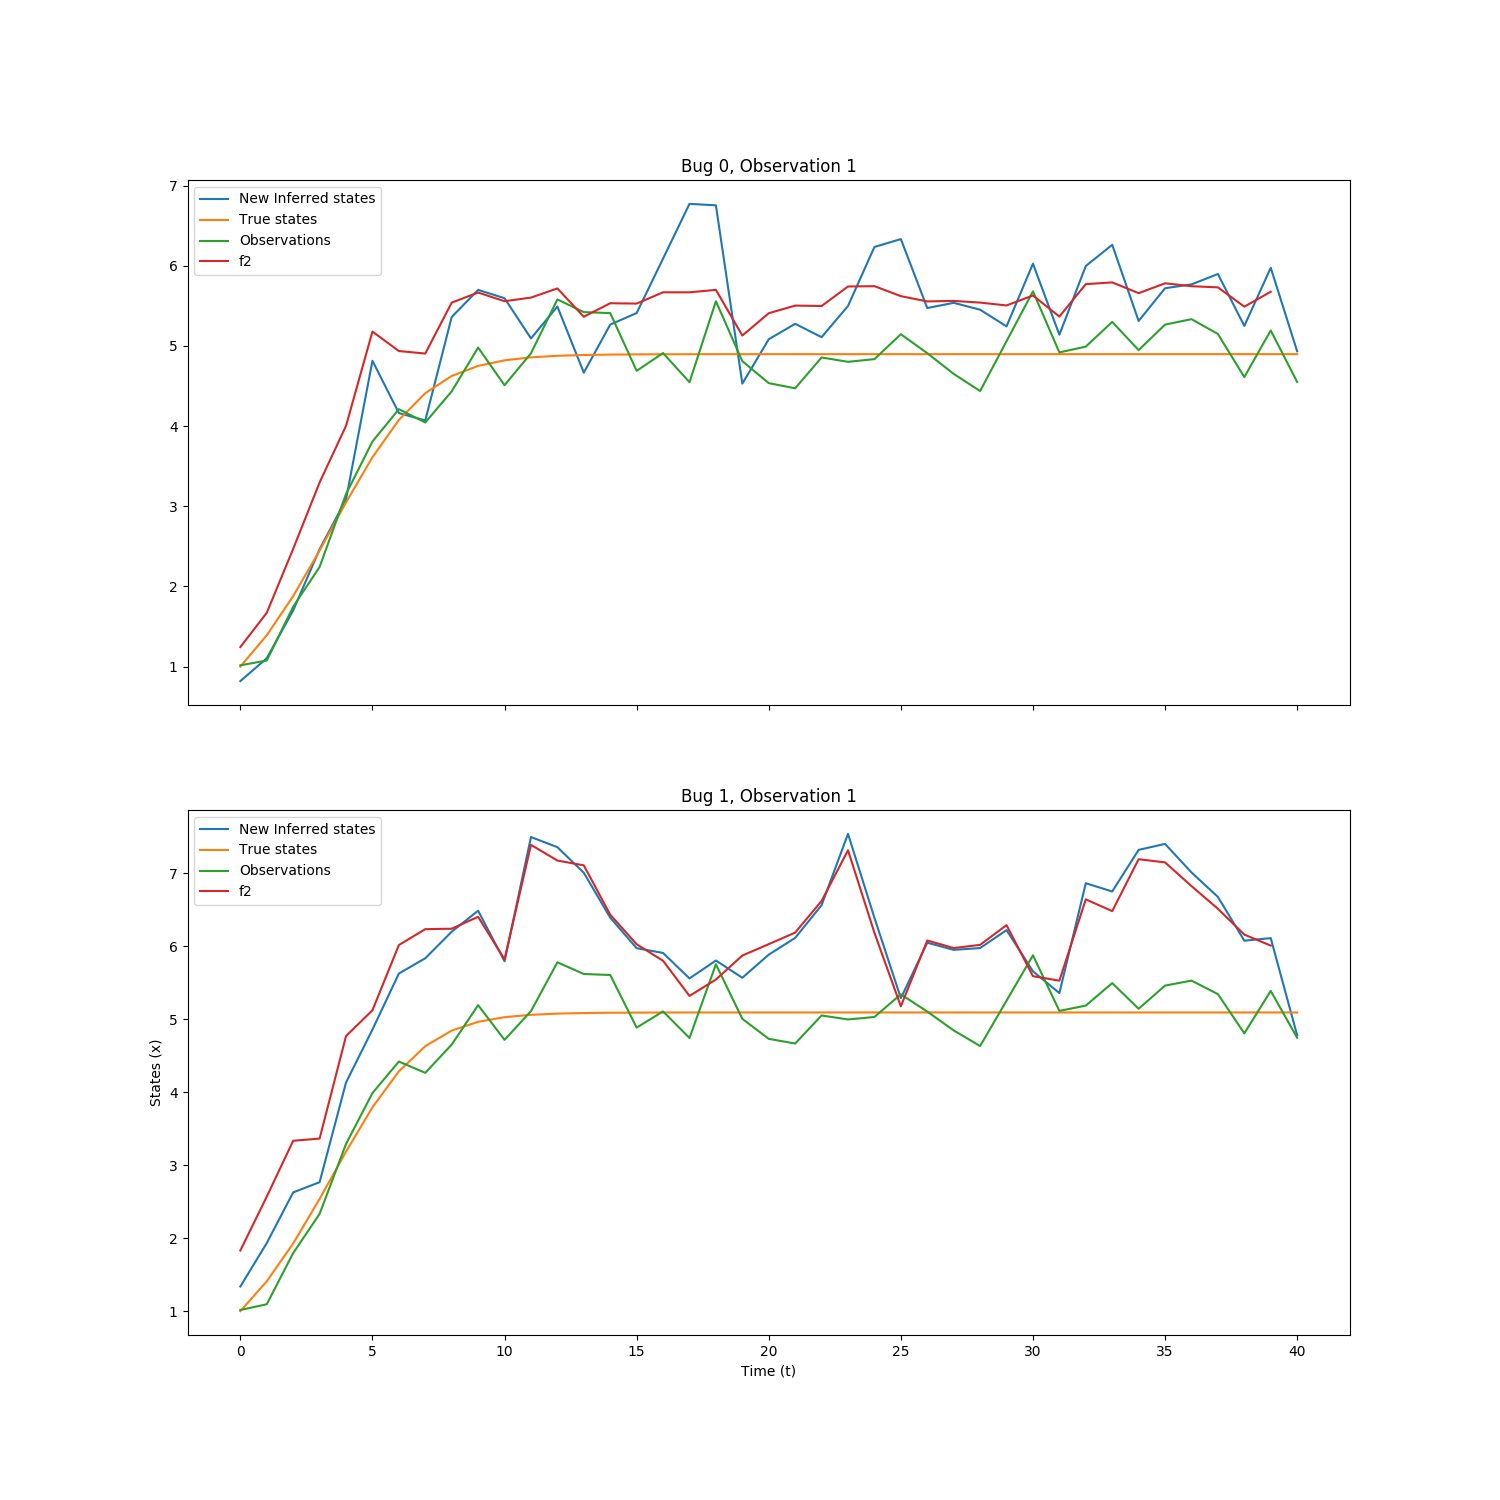 Bug 0, Observation 1
7
6
5
4
3
2
1
New Inferred states
True states
Observations
f2
Bug 1, Observation 1
States (x)
7
6
5
4
3
2
1
New Inferred states
True states
Observations
f2
0 5 10 15 20 25 30 35 40
Time (t)